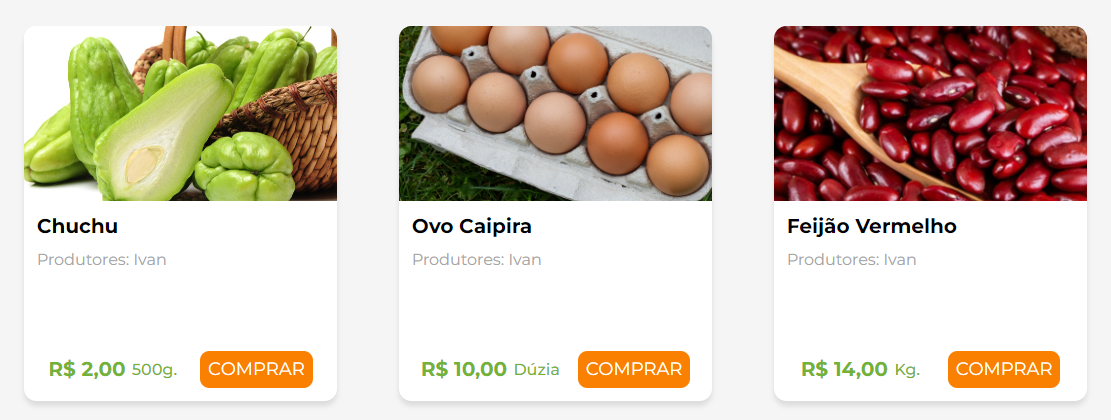 Chuchu
Produtores: Ivan
R$ 2,00 500g. COMPRAR
Ovo Caipira
Produtores: Ivan
R$ 10,00 Dúzia COMPRAR
Feijão Vermelho
Produtores: Ivan
R$ 14,00 Kg. COMPRAR